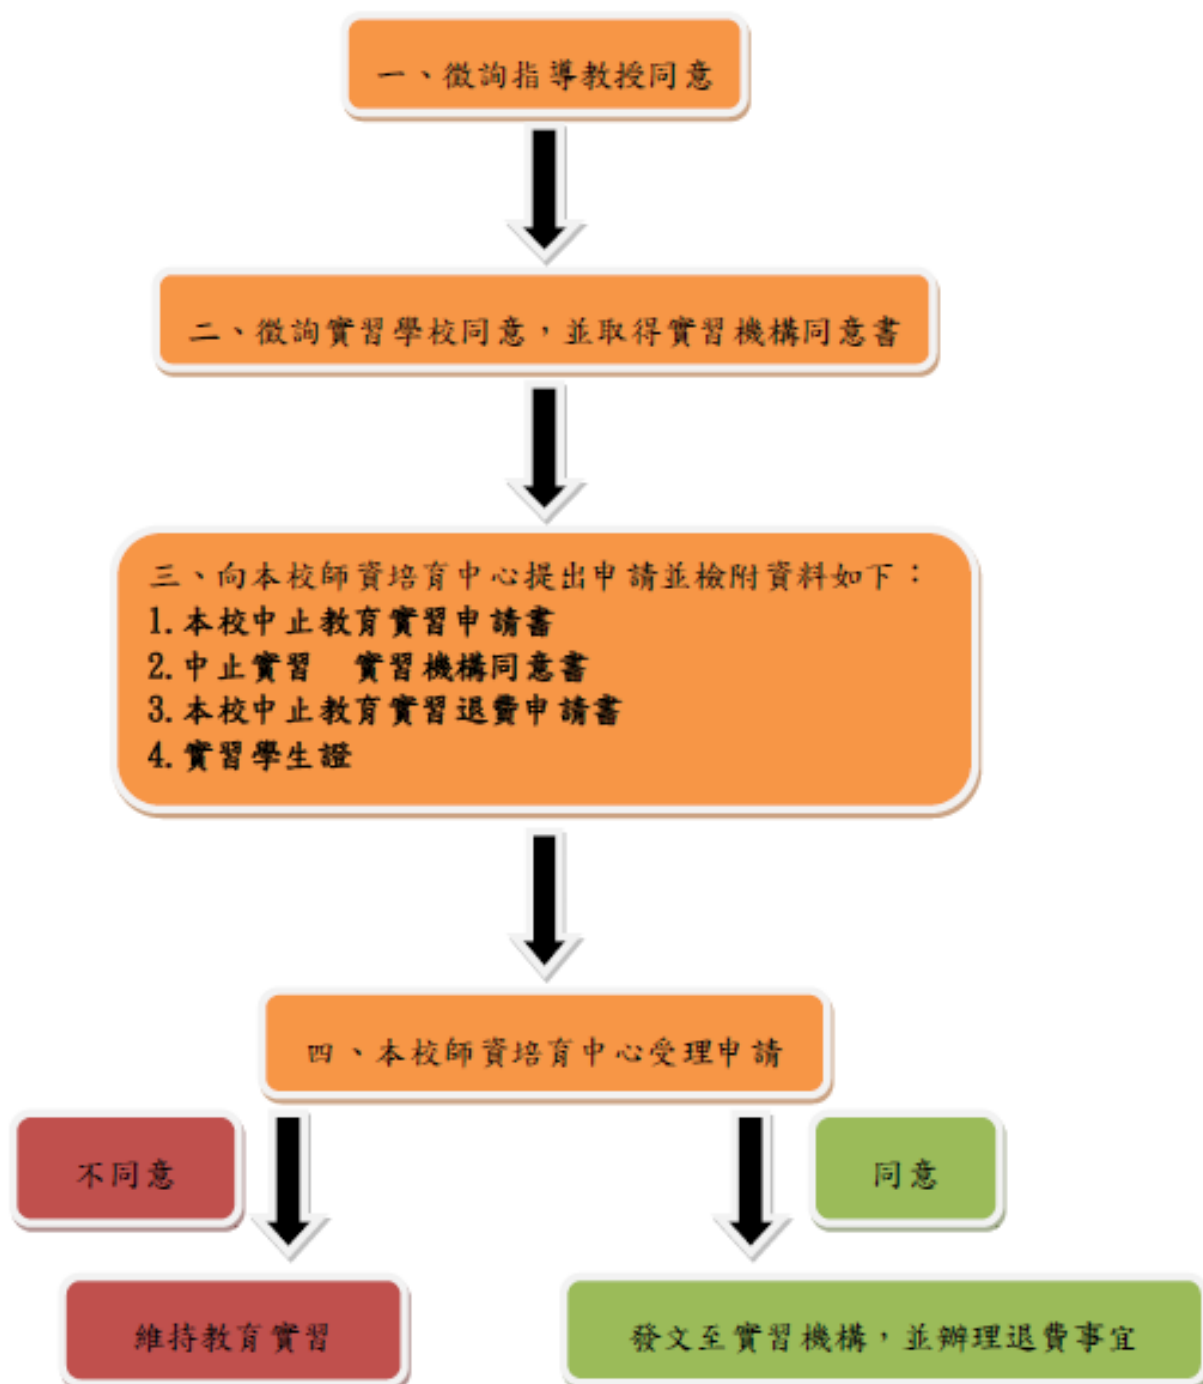 一、徵詢指導教授同意
二、徵詢實習學校同意，並取得實習機構同意書
三、向本校師資培育中心提出申請並檢附資料如下：
1.本校中止教育實習申請書
2.中止實習　實習機構同意書
3.本校中止教育實習退費申請書
4.實習學生證
四、本校師資培育中心受理申請
不同意
同意
維持教育實習
發文至實習機構，並辦理退費事宜